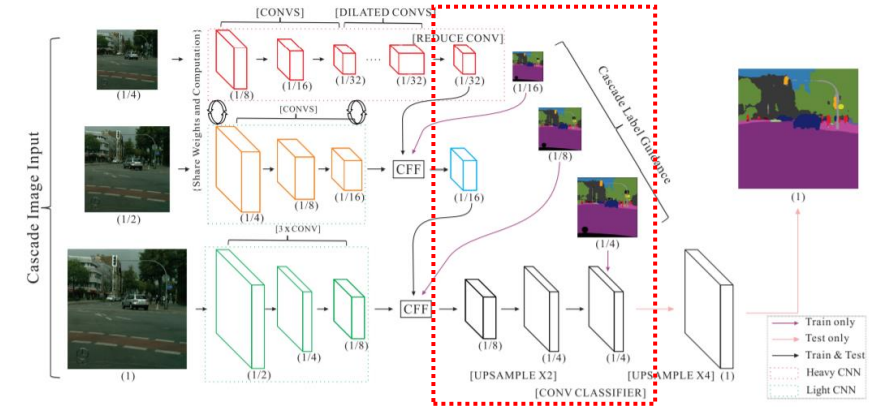 [CONVS]
[DILATED CONVS]
[REDUCE CONV]
(1/4)
(1/8)
(1/16)
(1/32)
(1/32)
(1/32)
(1/16)
Cascade Image Input
{Share Weights and Computation}
Cascade Label Guidance
[CONVS]
(1/2)
(1/4)
(1/8)
(1/16)
CFF
(1/16)
(1/8)
(1)
[3 X CONV]
(1/4)
(1)
(1/2)
(1/4)
(1/8)
CFF
(1/8)
(1/4)
(1/4)
(1)
[UPSAMPLE X2]
[UPSAMPLE X4]
[CONV CLASSIFIER]
Train only
Test only
Train & Test
Heavy CNN
Light CNN